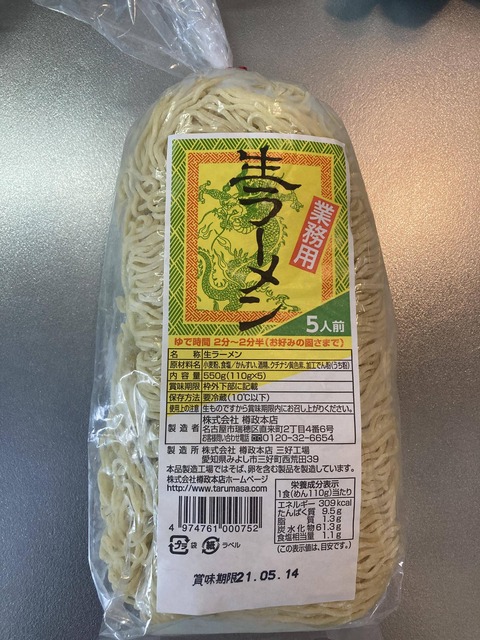 生ラーメン
業務用
5人前
ゆで時間 2分~2分半(お好みの固さまで)
名称 生ラーメン
原材料名 小麦粉、食塩/かんすい、酒精、クチナシ黄色素、加工でん粉(うち粉)
内容量 550g(110g×5)
賞味期限 枠外下部に記載
保存方法 要冷蔵(10℃以下)
使用上の注意 生ものですから賞味期限内にお召し上がりください。
製造者 株式会社 樽政本店
名古屋市瑞穂区直来町2丁目4番6号
お客様問い合わせ電話 0120-32-6654
製造所 株式会社 樽政本店 三好工場
愛知県みよし市三好町西荒田39
本品製造工場ではそば、卵を含む製品を製造しています。
株式会社樽政本店ホームページ
http://www.tarumasa.com
栄養成分表示
1食(めん110g)当たり
エネルギー 309kcal
たんぱく質 9.5g
脂質 1.3g
炭水化物 61.3g
食塩相当量 1.1g
(この表示値は、目安です。)
4 974761 000752
プラ 袋 紙 ラベル
賞味期限21.05.14